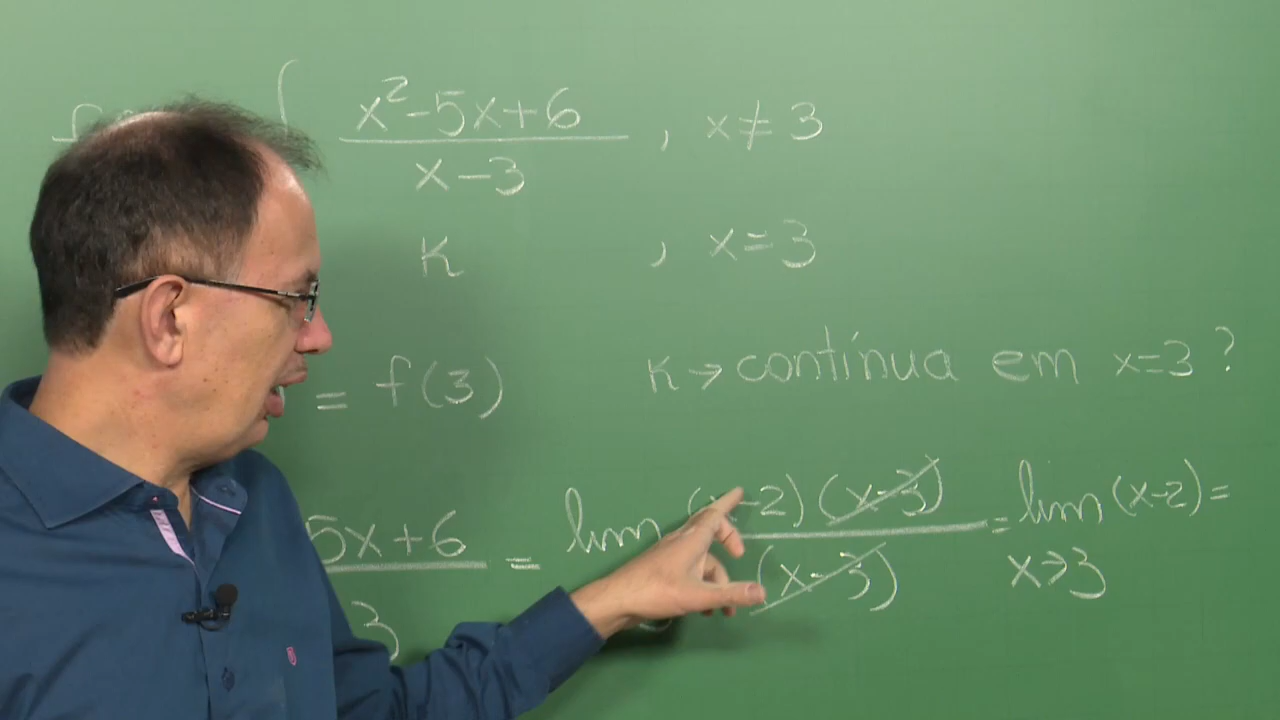 x²-5x+6 / x-3 , x≠3
k , x=3
= f(3) k→contínua em x=3?
5x+6 / 3 = lim (x-2)(x-3) / (x-3) = lim x→3 (x-2) =